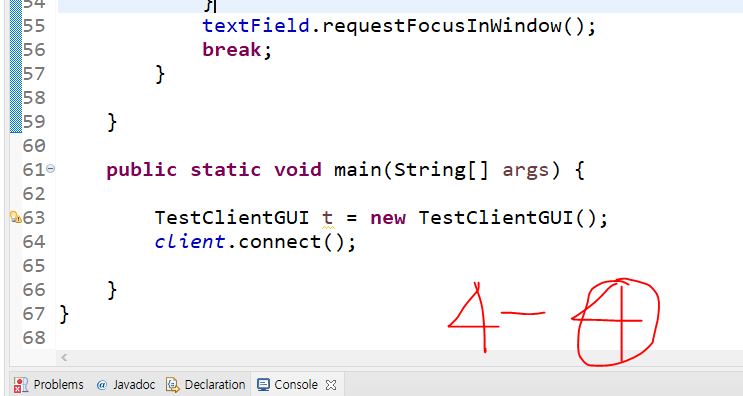 54 }
55 textField.requestFocusInWindow();
56 break;
57 }
58
59 }
60
61 public static void main(String[] args) {
62
63 TestClientGUI t = new TestClientGUI();
64 client.connect();
65
66 }
67 }
68
4 - 4
Problems @ Javadoc Declaration Console